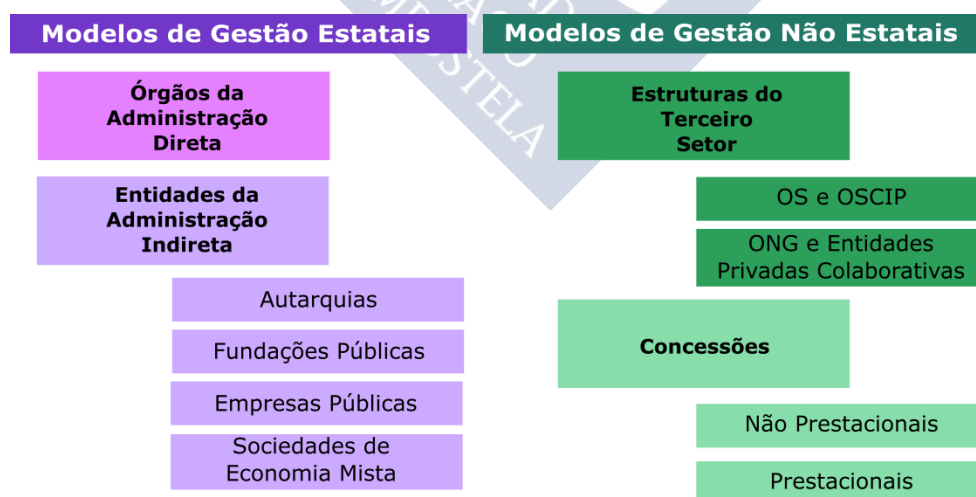 Modelos de Gestão Estatais
Órgãos da
Administração
Direta
Entidades da
Administração
Indireta
Autarquias
Fundações Públicas
Empresas Públicas
Sociedades de
Economia Mista
Modelos de Gestão Não Estatais
Estruturas do
Terceiro
Setor
OS e OSCIP
ONG e Entidades
Privadas Colaborativas
Concessões
Não Prestacionais
Prestacionais